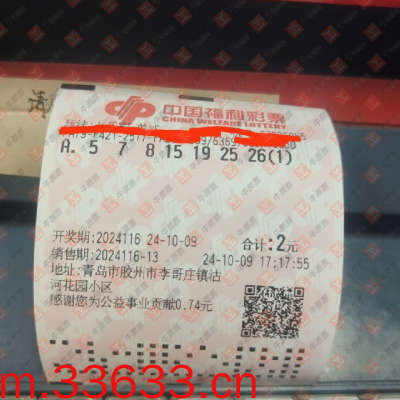 中国福利彩票
CHINA WELFARE LOTTERY
A. 5 7 8 15 19 25 26(1)
开奖期:2024116 24-10-09 合计:2元
销售期:2024116-13 24-10-09 17:17:55
地址:青岛市胶州市李哥庄镇沽
河花园小区
感谢您为公益事业贡献0.74元
m.33633.cn